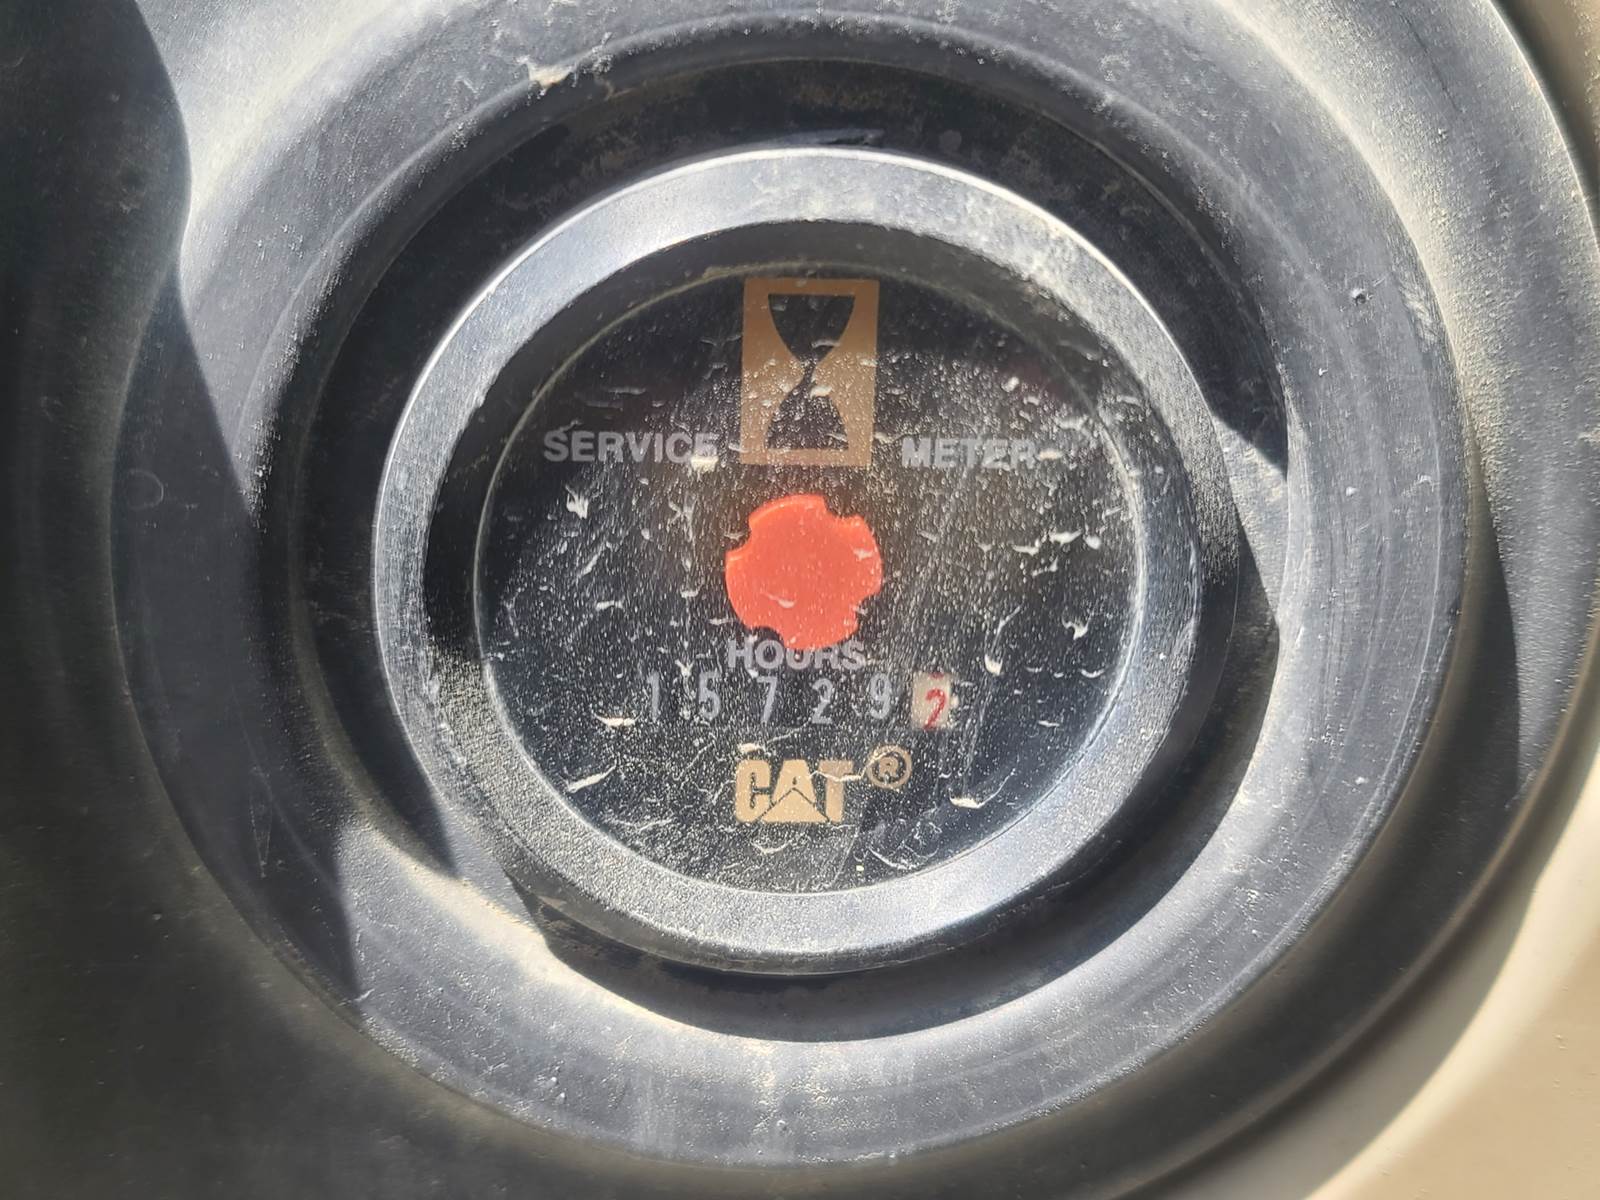 SERVICE METER
HOURS
157292
CAT®